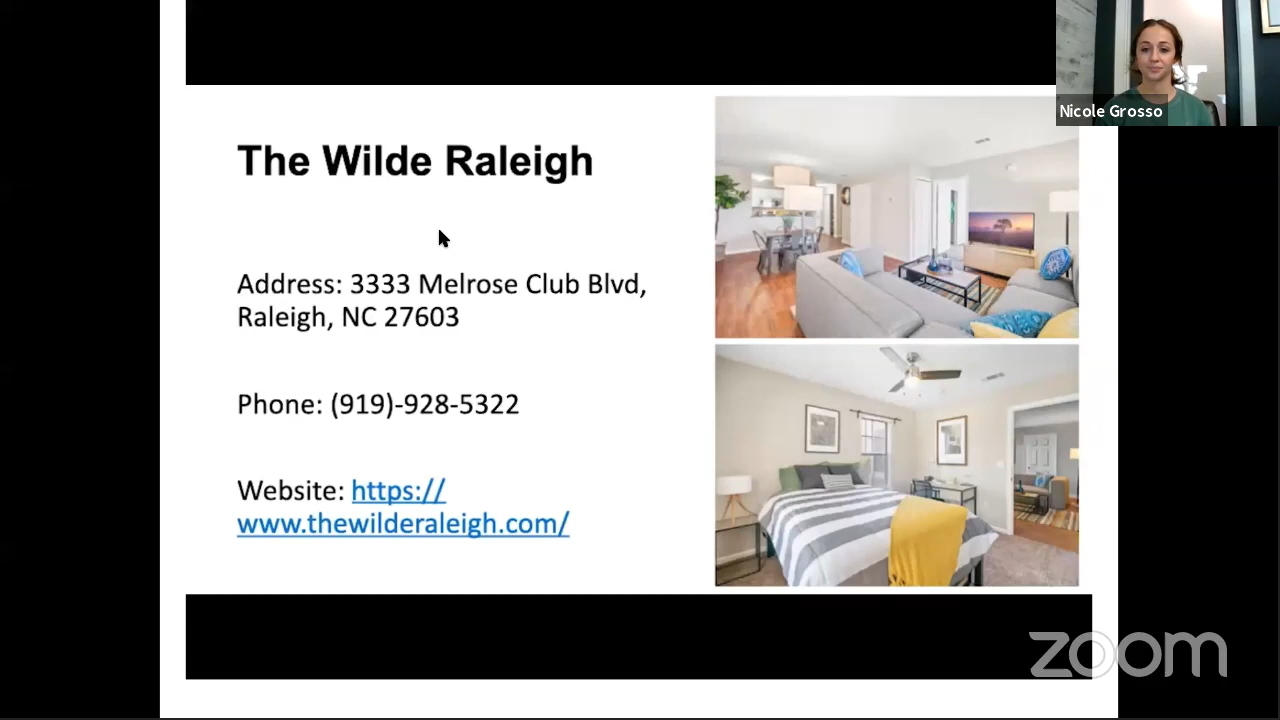 Nicole Grosso
The Wilde Raleigh
Address: 3333 Melrose Club Blvd,
Raleigh, NC 27603
Phone: (919)-928-5322
Website: https://
www.thewilderaleigh.com/
zoom